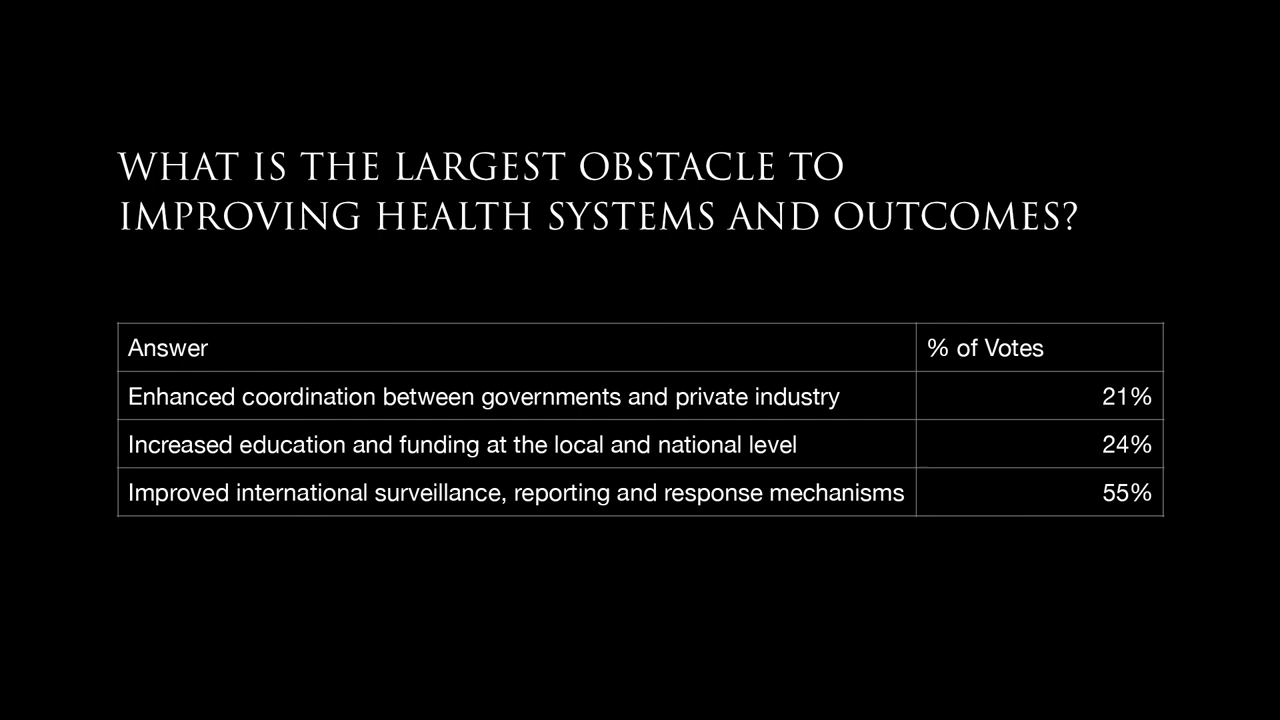 WHAT IS THE LARGEST OBSTACLE TO
IMPROVING HEALTH SYSTEMS AND OUTCOMES?
Answer % of Votes
Enhanced coordination between governments and private industry 21%
Increased education and funding at the local and national level 24%
Improved international surveillance, reporting and response mechanisms 55%